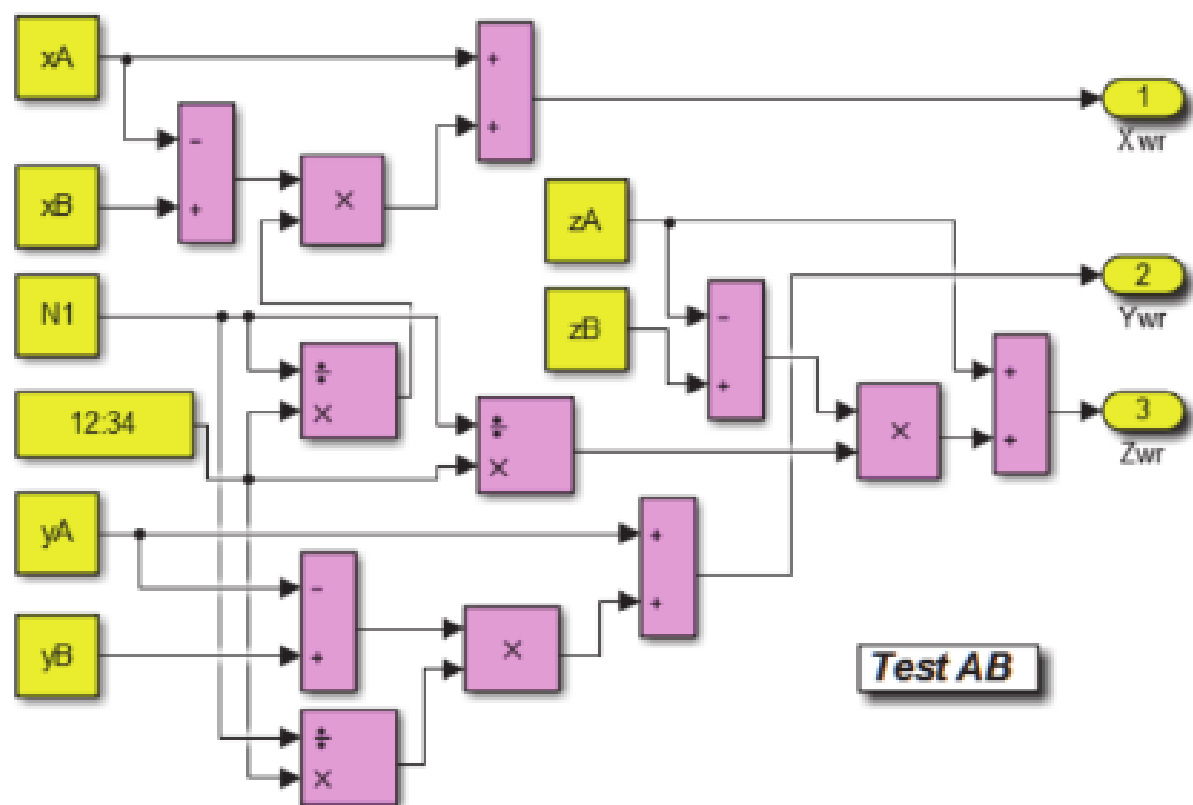 xA
+
+
1
Xwr
-
+
xB
×
zA
N1
zB
-
+
2
Ywr
÷
×
12:34
÷
×
×
+
+
3
Zwr
yA
+
+
-
+
yB
×
Test AB
÷
×